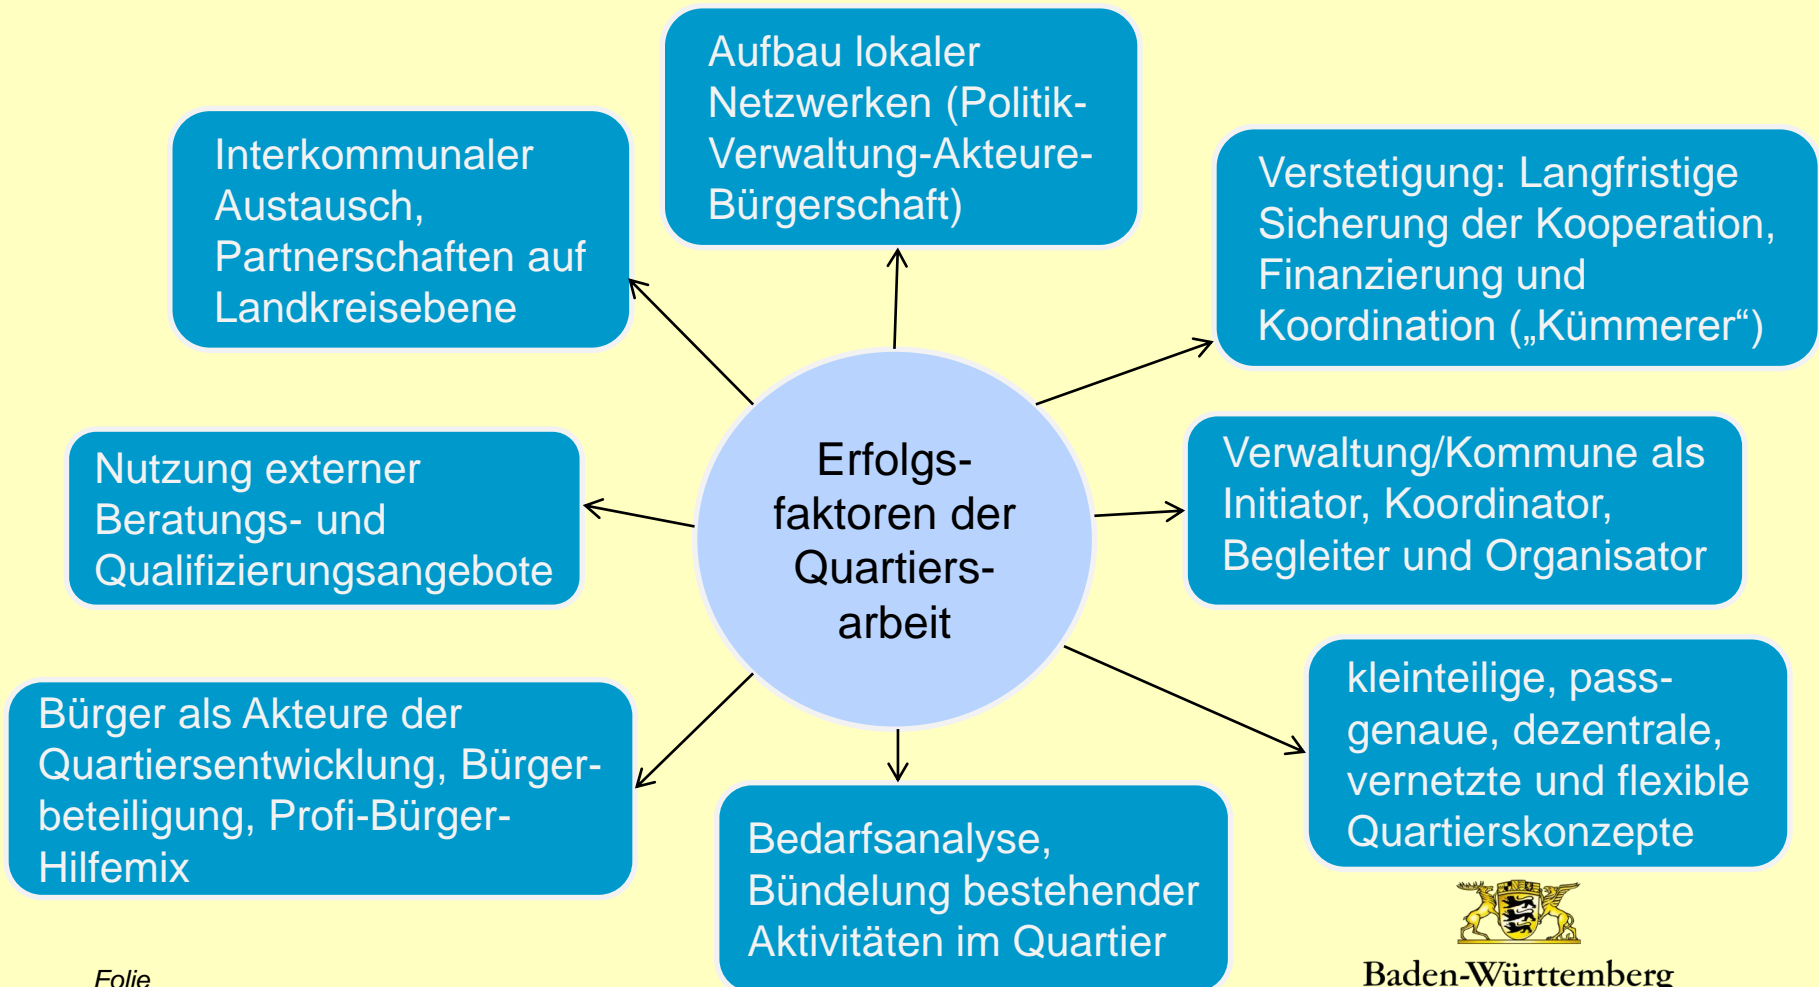 Aufbau lokaler
Netzwerken (Politik-
Verwaltung-Akteure-
Bürgerschaft)
Interkommunaler
Austausch,
Partnerschaften auf
Landkreisebene
Verstetigung: Langfristige
Sicherung der Kooperation,
Finanzierung und
Koordination („Kümmerer“)
Nutzung externer
Beratungs- und
Qualifizierungsangebote
Erfolgs-
faktoren der
Quartiers-
arbeit
Verwaltung/Kommune als
Initiator, Koordinator,
Begleiter und Organisator
Bürger als Akteure der
Quartiersentwicklung, Bürger-
beteiligung, Profi-Bürger-
Hilfemix
Bedarfsanalyse,
Bündelung bestehender
Aktivitäten im Quartier
kleinteilige, pass-
genaue, dezentrale,
vernetzte und flexible
Quartierskonzepte
Folie
Baden-Württemberg